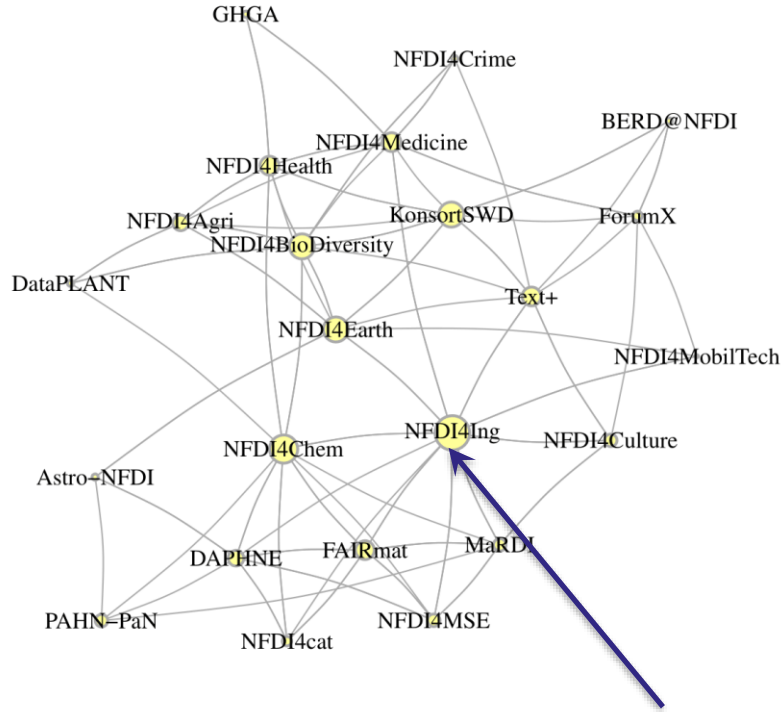 GHGA
NFDI4Crime
BERD@NFDI
NFDI4Medicine
NFDI4Health
KonsortSWD
ForumX
NFDI4Agri
NFDI4BioDiversity
DataPLANT
Text+
NFDI4Earth
NFDI4MobilTech
NFDI4Ing
NFDI4Culture
NFDI4Chem
Astro-NFDI
DAPHNE
FAIRmat
MaRDI
PAHN-PaN
NFDI4MSE
NFDI4cat